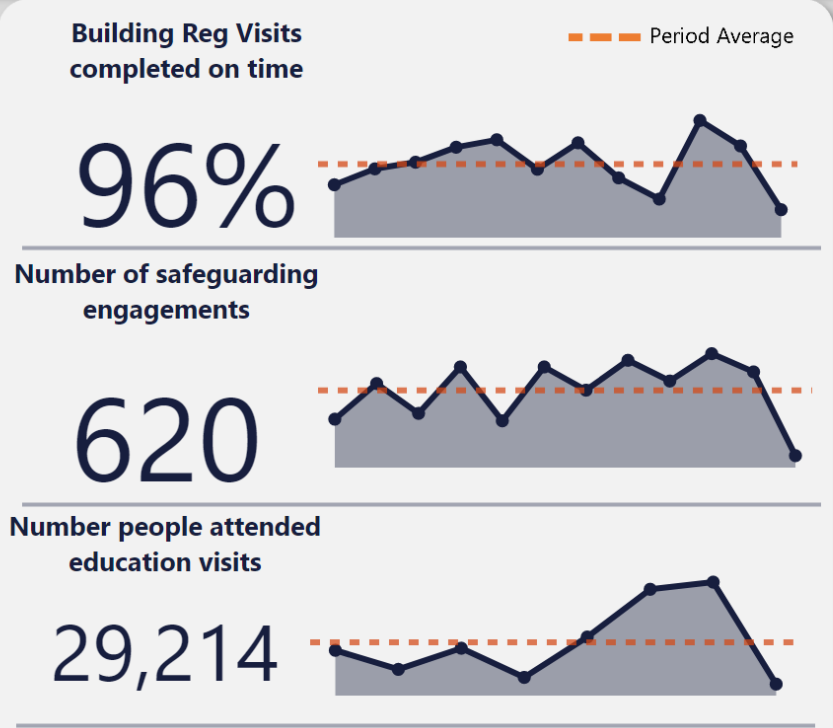 Building Reg Visits
completed on time
Period Average
96%
Number of safeguarding
engagements
620
Number people attended
education visits
29,214